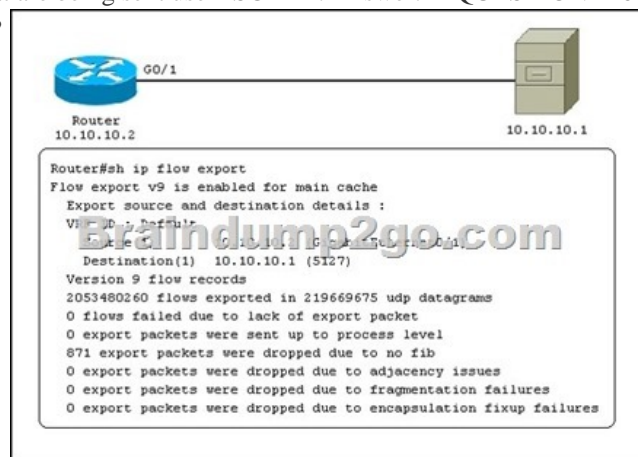 G0/1
Router
10.10.10.2
10.10.10.1
Router#sh ip flow export
Flow export v9 is enabled for main cache
Export source and destination details :
VRF ID : Default
Braindump2go.com
Destination(1) 10.10.10.1 (5127)
Version 9 flow records
2053480260 flows exported in 219669675 udp datagrams
0 flows failed due to lack of export packet
0 export packets were sent up to process level
871 export packets were dropped due to no fib
0 export packets were dropped due to adjacency issues
0 export packets were dropped due to fragmentation failures
0 export packets were dropped due to encapsulation fixup failures